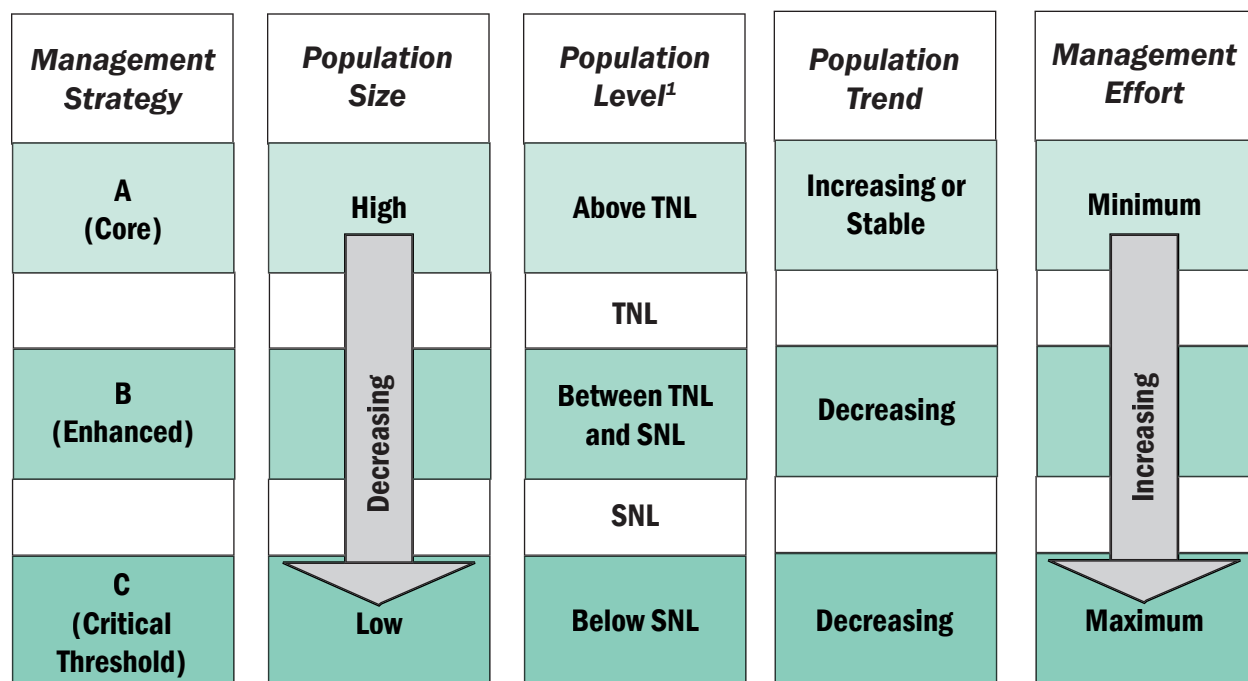 Management
Strategy
Population
Size
Population
Level¹
Population
Trend
Management
Effort
A
(Core)
High
Above TNL
Increasing or
Stable
Minimum
TNL
B
(Enhanced)
Decreasing
Between TNL
and SNL
Decreasing
Increasing
SNL
C
(Critical
Threshold)
Low
Below SNL
Decreasing
Maximum